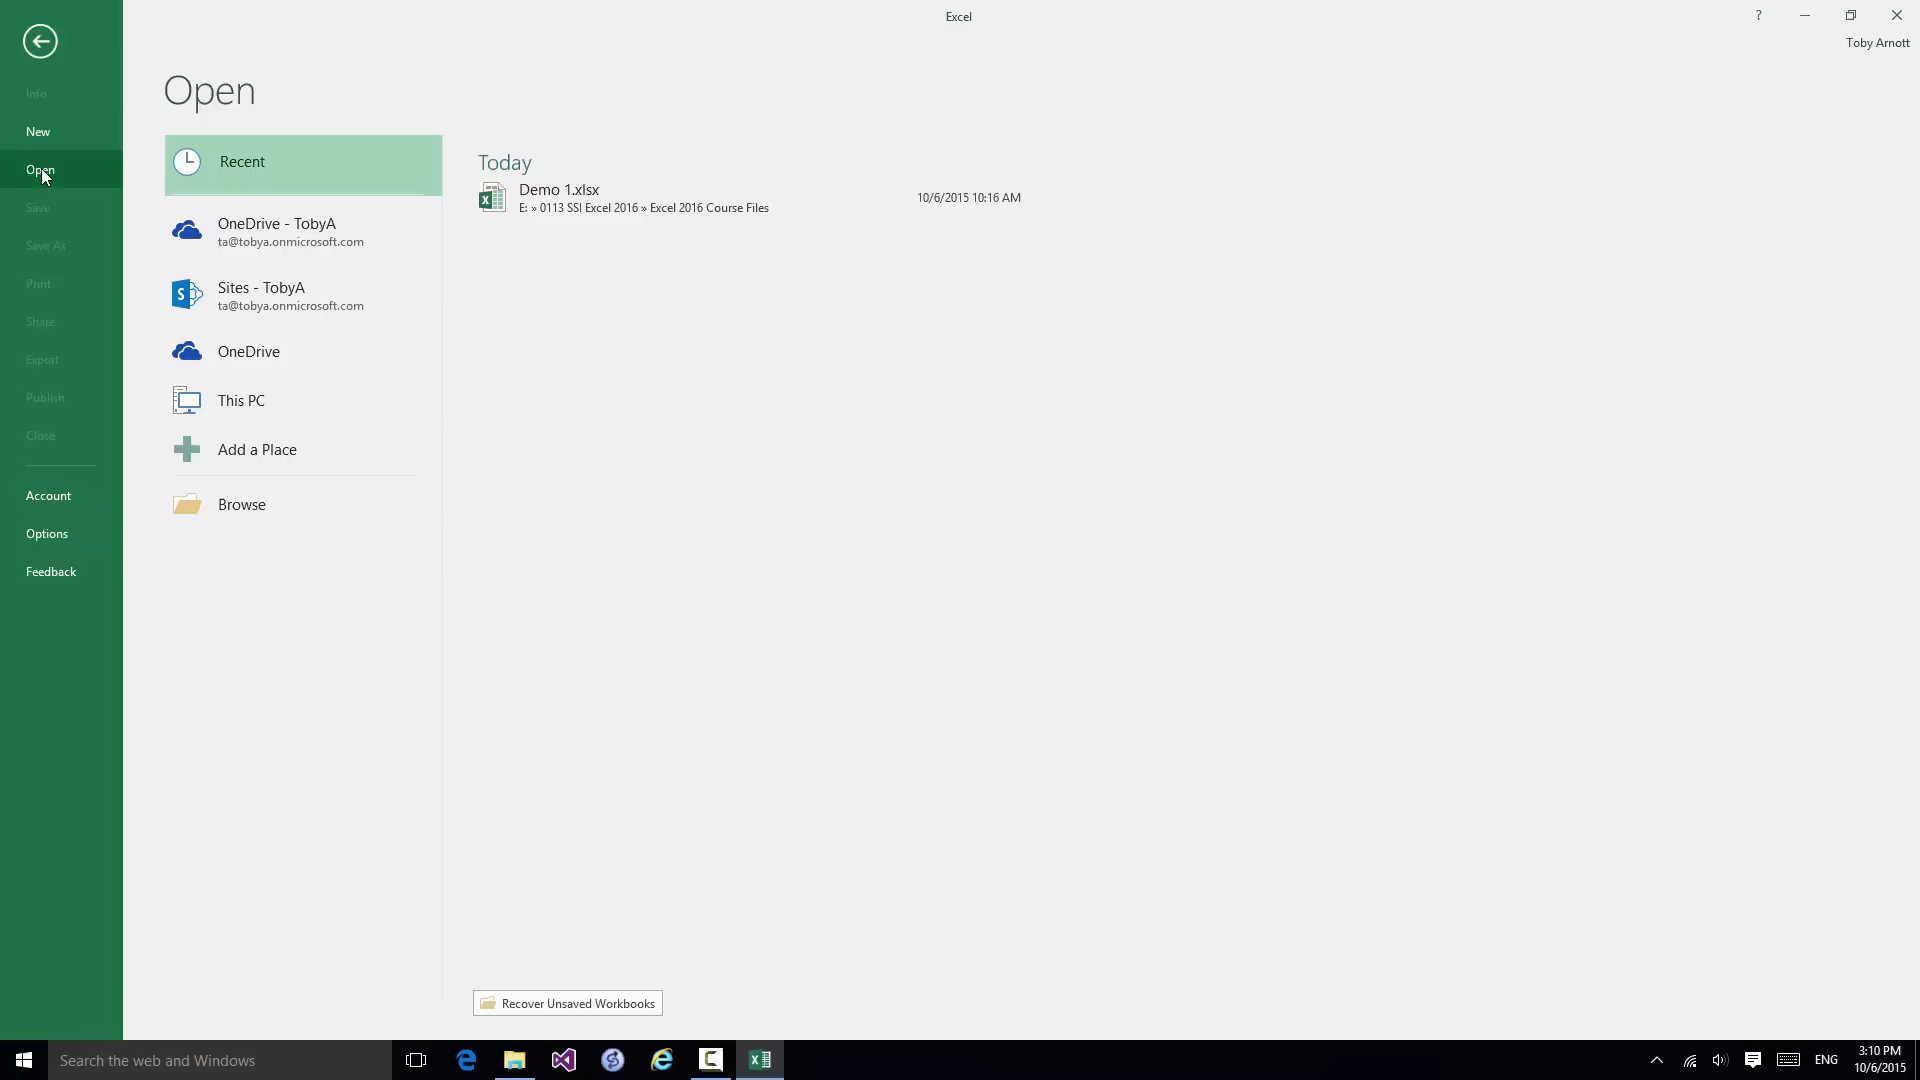 Excel
?
Toby Arnott
Info
New
Open
Save
Save As
Print
Share
Export
Publish
Close
Account
Options
Feedback
Open
Recent
OneDrive - TobyA
ta@tobya.onmicrosoft.com
Sites - TobyA
ta@tobya.onmicrosoft.com
OneDrive
This PC
Add a Place
Browse
Today
Demo 1.xlsx
E: » 0113 SSI Excel 2016 » Excel 2016 Course Files
10/6/2015 10:16 AM
Recover Unsaved Workbooks
Search the web and Windows
ENG
3:10 PM
10/6/2015